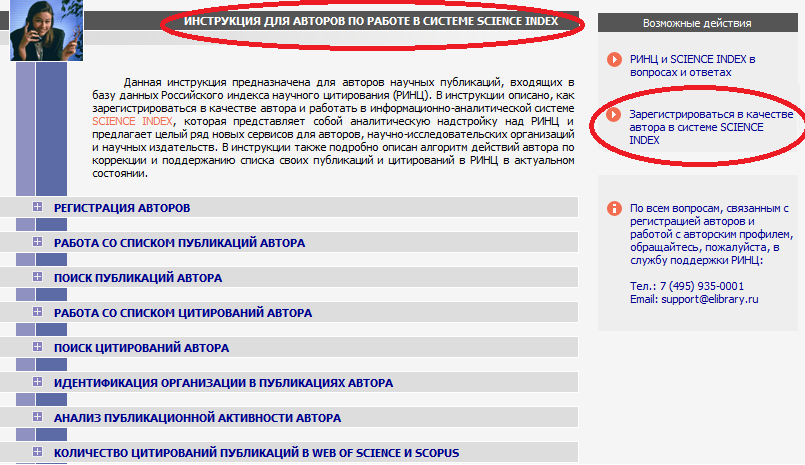 ИНСТРУКЦИЯ ДЛЯ АВТОРОВ ПО РАБОТЕ В СИСТЕМЕ SCIENCE INDEX
Данная инструкция предназначена для авторов научных публикаций, входящих в
базу данных Российского индекса научного цитирования (РИНЦ). В инструкции описано, как
зарегистрироваться в качестве автора и работать в информационно-аналитической системе
SCIENCE INDEX, которая представляет собой аналитическую надстройку над РИНЦ и
предлагает целый ряд новых сервисов для авторов, научно-исследовательских организаций
и научных издательств. В инструкции также подробно описан алгоритм действий автора по
коррекции и поддержанию списка своих публикаций и цитирований в РИНЦ в актуальном
состоянии.
РЕГИСТРАЦИЯ АВТОРОВ
РАБОТА СО СПИСКОМ ПУБЛИКАЦИЙ АВТОРА
ПОИСК ПУБЛИКАЦИЙ АВТОРА
РАБОТА СО СПИСКОМ ЦИТИРОВАНИЙ АВТОРА
ПОИСК ЦИТИРОВАНИЙ АВТОРА
ИДЕНТИФИКАЦИЯ ОРГАНИЗАЦИИ В ПУБЛИКАЦИЯХ АВТОРА
АНАЛИЗ ПУБЛИКАЦИОННОЙ АКТИВНОСТИ АВТОРА
КОЛИЧЕСТВО ЦИТИРОВАНИЙ ПУБЛИКАЦИЙ В WEB OF SCIENCE И SCOPUS
Возможные действия
РИНЦ и SCIENCE INDEX в
вопросах и ответах
Зарегистрироваться в качестве
автора в системе SCIENCE
INDEX
По всем вопросам, связанным с
регистрацией авторов и
работой с авторским профилем,
обращайтесь, пожалуйста, в
службу поддержки РИНЦ:
Тел.: 7 (495) 935-0001
Email: support@elibrary.ru